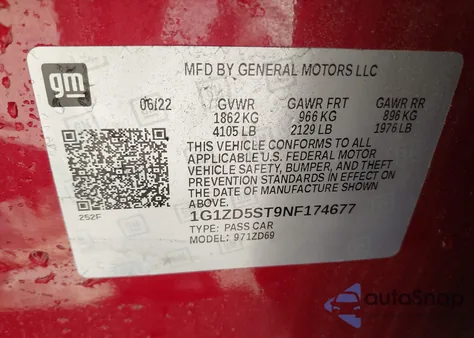 gm
MFD BY GENERAL MOTORS LLC
06/22 GVWR GAWR FRT GAWR RR
1862 KG 966 KG 896 KG
4105 LB 2129 LB 1976 LB
THIS VEHICLE CONFORMS TO ALL
APPLICABLE U.S. FEDERAL MOTOR
VEHICLE SAFETY, BUMPER, AND THEFT
PREVENTION STANDARDS IN EFFECT ON
THE DATE OF MANUFACTURE SHOWN
ABOVE.
252F
1G1ZD5ST9NF174677
TYPE: PASS CAR
MODEL: 971ZD69
autoSnap